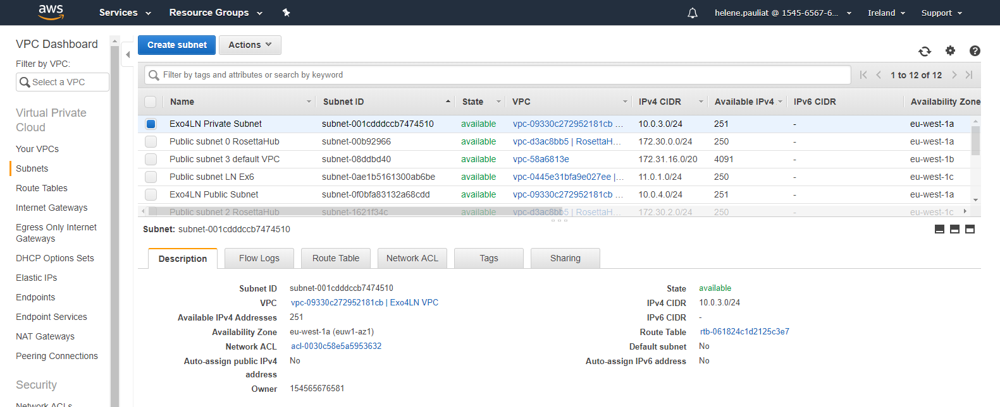 aws Services Resource Groups helene.pauliat @ 1545-6567-6... Ireland Support
VPC Dashboard
Filter by VPC:
Select a VPC
Virtual Private
Cloud
Your VPCs
Subnets
Route Tables
Internet Gateways
Egress Only Internet
Gateways
DHCP Options Sets
Elastic IPs
Endpoints
Endpoint Services
NAT Gateways
Peering Connections
Security
Network ACLs
Create subnet Actions
Filter by tags and attributes or search by keyword 1 to 12 of 12
Name Subnet ID State VPC IPv4 CIDR Available IPv4 IPv6 CIDR Availability Zone
Exo4LN Private Subnet subnet-001cdddccb7474510 available vpc-09330c272952181cb ... 10.0.3.0/24 251 - eu-west-1a
Public subnet 0 RosettaHub subnet-00b92966 available vpc-d3ac8bb5 | RosettaH... 172.30.0.0/24 250 - eu-west-1a
Public subnet 3 default VPC subnet-08ddbd40 available vpc-58a6813e 172.31.16.0/20 4091 - eu-west-1b
Public subnet LN Ex6 subnet-0ae1b5161300ab6be available vpc-0445e31bfa9e027ee |... 11.0.1.0/24 250 - eu-west-1c
Exo4LN Public Subnet subnet-0f0bfa83132a68cdd available vpc-09330c272952181cb ... 10.0.4.0/24 251 - eu-west-1a
Public subnet 2 RosettaHub subnet-1621f34c available vpc-d3ac8bb5 | RosettaH... 172.30.2.0/24 250 - eu-west-1c
Subnet: subnet-001cdddccb7474510
Description Flow Logs Route Table Network ACL Tags Sharing
Subnet ID subnet-001cdddccb7474510 State available
VPC vpc-09330c272952181cb | Exo4LN VPC IPv4 CIDR 10.0.3.0/24
Available IPv4 Addresses 251 IPv6 CIDR -
Availability Zone eu-west-1a (euw1-az1) Route Table rtb-061824c1d2125c3e7
Network ACL acl-0030c58e5a5953632 Default subnet No
Auto-assign public IPv4 No Auto-assign IPv6 address No
address
Owner 154565676581